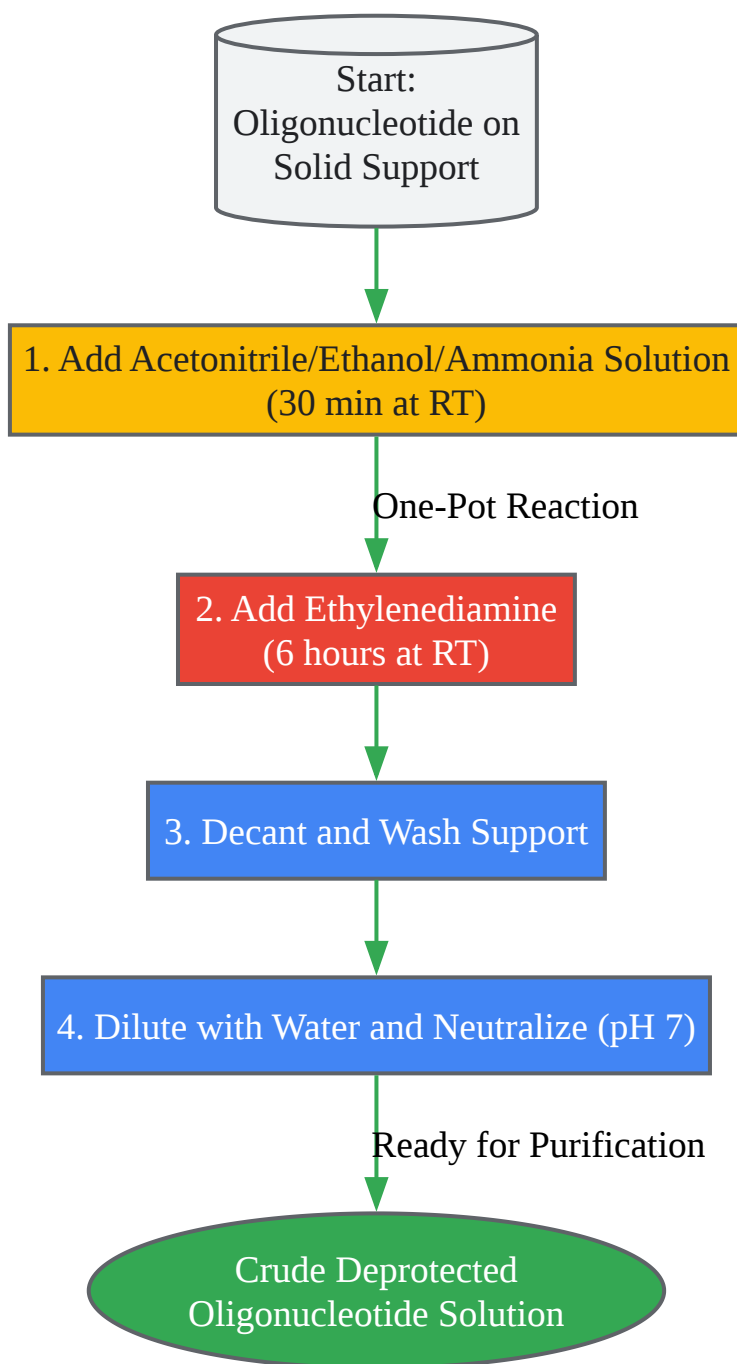 Start:
Oligonucleotide on
Solid Support
1. Add Acetonitrile/Ethanol/Ammonia Solution
(30 min at RT)
One-Pot Reaction
2. Add Ethylenediamine
(6 hours at RT)
3. Decant and Wash Support
4. Dilute with Water and Neutralize (pH 7)
Ready for Purification
Crude Deprotected
Oligonucleotide Solution